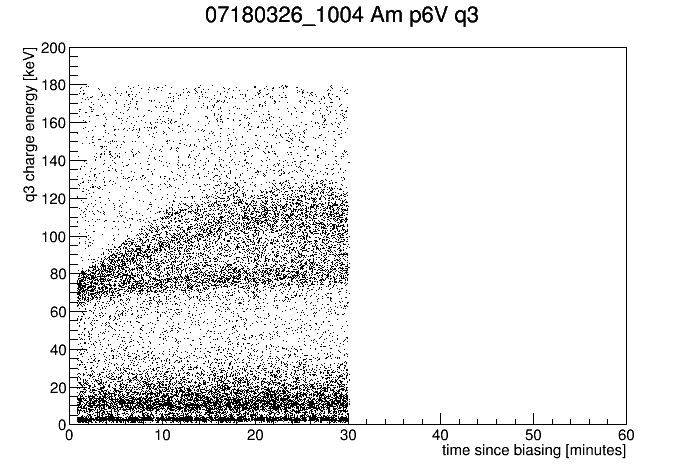 07180326_1004 Am p6V q3
q3 charge energy [keV]
200
180
160
140
120
100
80
60
40
20
0
0 10 20 30 40 50 60
time since biasing [minutes]